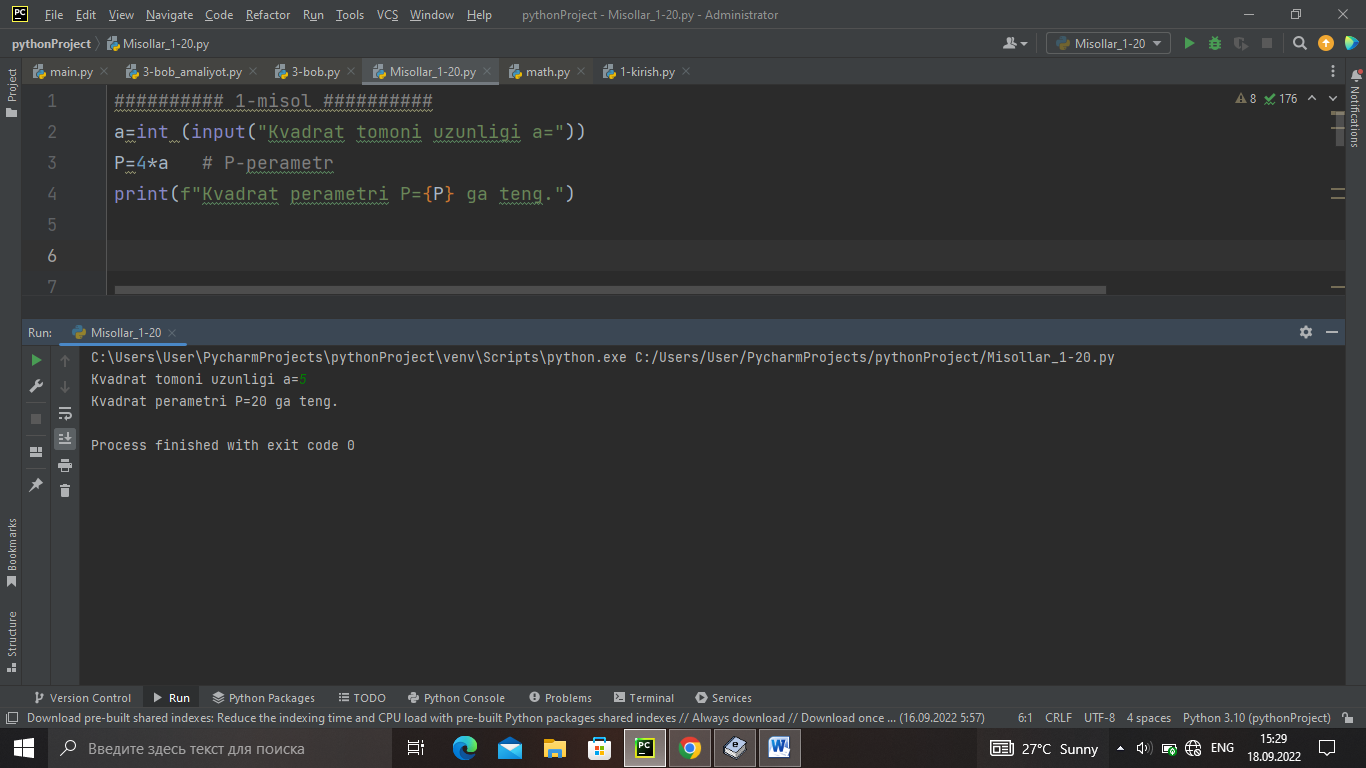 PC File Edit View Navigate Code Refactor Run Tools VCS Window Help pythonProject - Misollar_1-20.py - Administrator
pythonProject Misollar_1-20.py Misollar_1-20
main.py 3-bob_amaliyot.py 3-bob.py Misollar_1-20.py math.py 1-kirish.py
Project
Notifications
8 176
1 ########## 1-misol ##########
2 a=int (input("Kvadrat tomoni uzunligi a="))
3 P=4*a # P-perametr
4 print(f"Kvadrat perametri P={P} ga teng.")
5
6
7
Run: Misollar_1-20
C:\Users\User\PycharmProjects\pythonProject\venv\Scripts\python.exe C:/Users/User/PycharmProjects/pythonProject/Misollar_1-20.py
Kvadrat tomoni uzunligi a=5
Kvadrat perametri P=20 ga teng.
Process finished with exit code 0
Bookmarks
Structure
Version Control Run Python Packages TODO Python Console Problems Terminal Services
Download pre-built shared indexes: Reduce the indexing time and CPU load with pre-built Python packages shared indexes // Always download // Download once ... (16.09.2022 5:57) 6:1 CRLF UTF-8 4 spaces Python 3.10 (pythonProject)
Введите здесь текст для поиска PC W 27°C Sunny ENG 15:29
18.09.2022